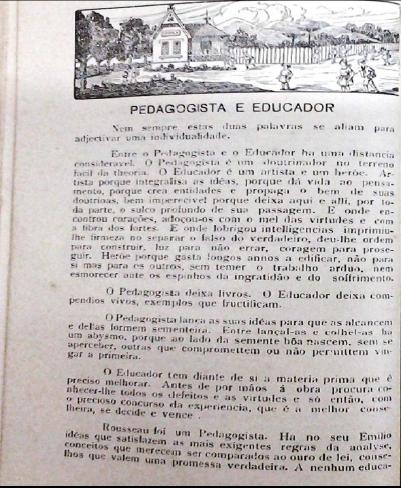 PEDAGOGISTA E EDUCADOR
Nem sempre estas duas palavras se aliam para
adjectivar uma individualidade.
Entre o Pedagogista e o Educador ha uma distancia
consideravel. O Pedagogista é um doutrinador no terreno
facil da theoria. O Educador é um artista e um heróe. Ar-
tista porque integralisa as idéas, porque dá vida ao pensa-
mento, porque crea entidades e propaga o bem de suas
doutrinas, bem imperecivel porque deixa aqui e alli, por to-
da parte, o sulco profundo de sua passagem. E onde en-
controu corações, adoçou-os com o mel das virtudes e com
a fibra dos fortes. E onde lobrigou intelligencias imprimiu-
lhe firmeza no separar o falso do verdadeiro, deu-lhe ordem
para construir, luz para não errar, coragem para prose-
guir. Heróe porque gasta longos annos a edificar, não para
si mas para os outros, sem temer o trabalho arduo, nem
esmorecer ante os espinhos da ingratidão e do soffrimento.
O Pedagogista deixa livros. O Educador deixa com-
pendios vivos, exemplos que fructificam.
O Pedagogista lança as suas idéas para que as alcancem
e dellas formem sementeira. Entre lançal-as e colhel-as ha
um abysmo, porque ao lado da semente bôa nascem, sem se
aperceber, outras que compromettem ou não permittem vin-
gar a primeira.
O Educador tem diante de si a materia prima que é
preciso melhorar. Antes de por mãos á obra procura co-
nhecer-lhe todos os defeitos e as virtudes e só então, com
o precioso concurso da experiencia, que é a melhor conse-
lheira, se decide e vence.
Rousseau foi um Pedagogista. Ha no seu Emilio
idéas que satisfazem as mais exigentes regras da analyse,
conceitos que merecem ser comparados ao ouro de lei, conse-
lhos que valem uma promessa verdadeira. A nenhum educa-